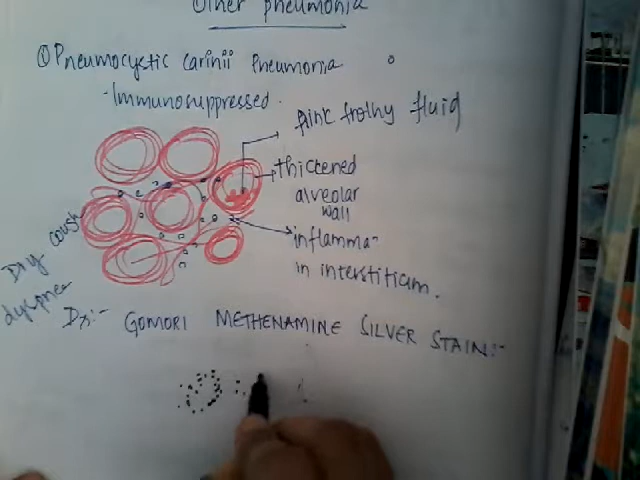 Other pneumonia
① Pneumocystic Carinii Pneumonia
- Immunosuppressed.
pink frothy fluid
thickened
alveolar
wall
inflamma-
in interstitium.
Dry cough
dyspnea
Dx:- GOMORI METHENAMINE SILVER STAIN:-